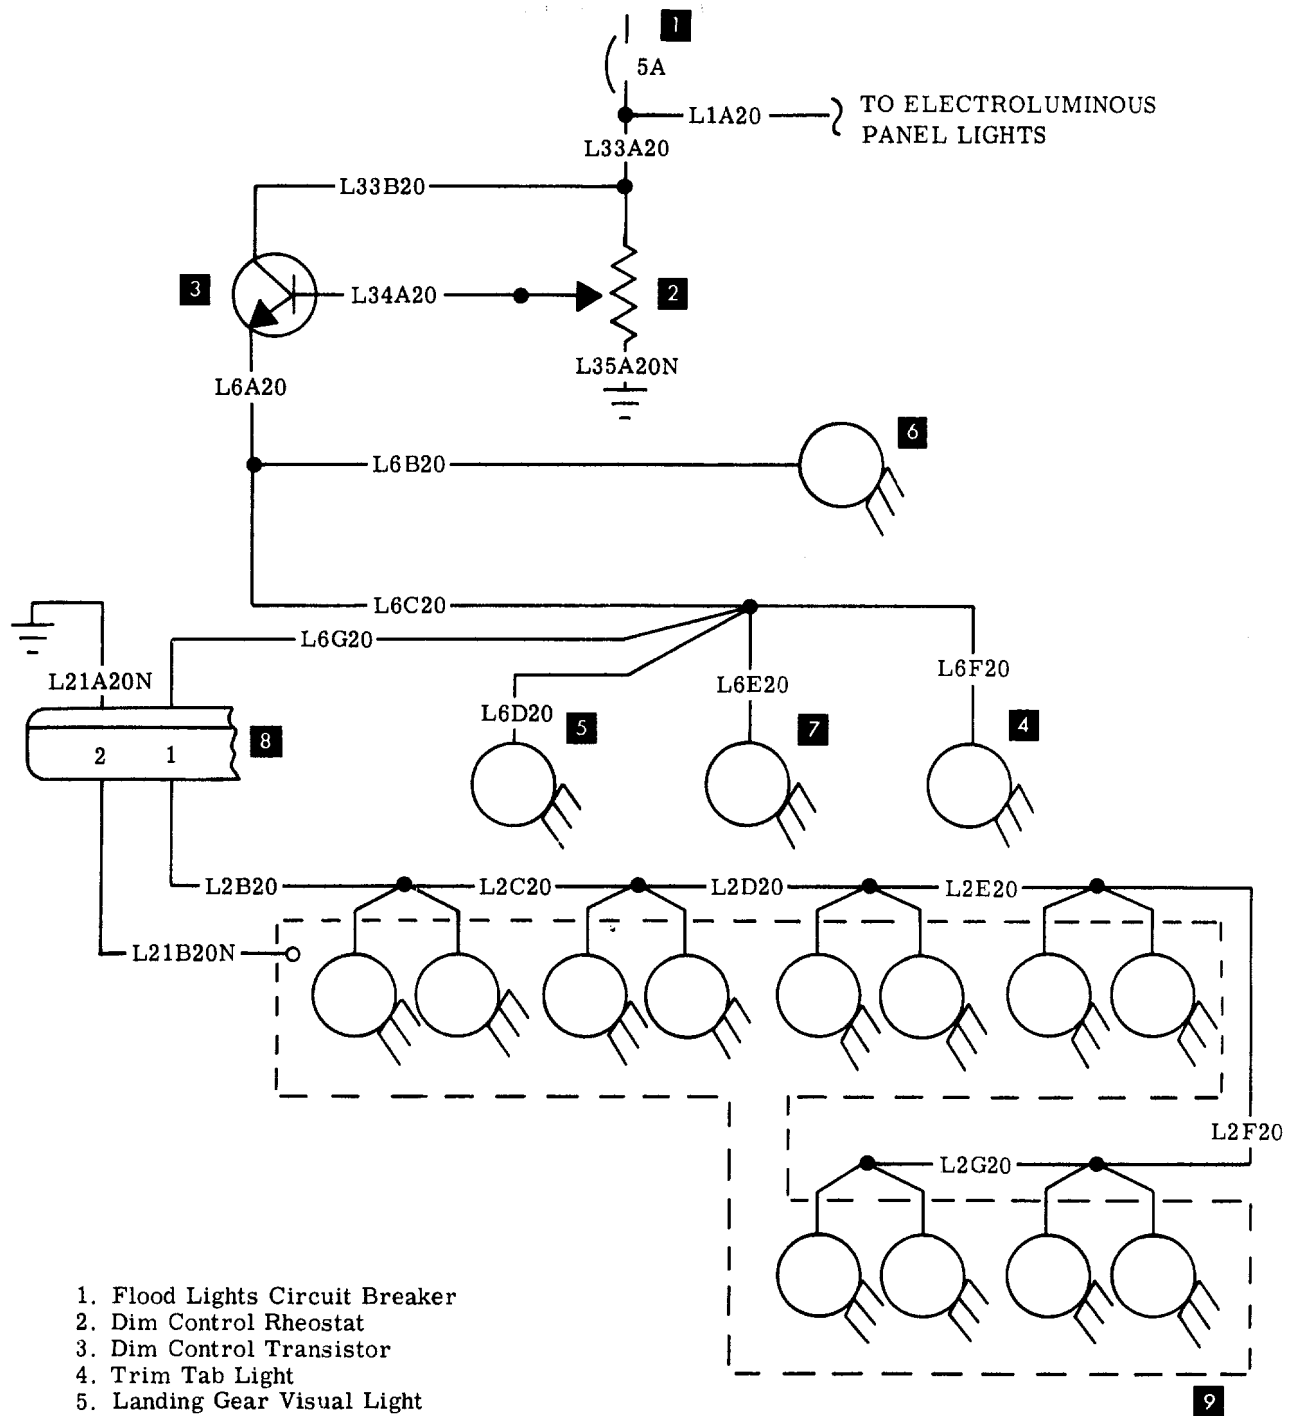 1
5A
L1A20
TO ELECTROLUMINOUS
PANEL LIGHTS
L33A20
L33B20
3
L34A20
2
L35A20N
L6A20
6
L6B20
L6C20
L6G20
L6F20
L21A20N
L6E20
L6D20
5
7
4
8
2 1
L2B20
L2C20
L2D20
L2E20
L21B20N
L2F20
L2G20
1. Flood Lights Circuit Breaker
2. Dim Control Rheostat
3. Dim Control Transistor
4. Trim Tab Light
5. Landing Gear Visual Light
9